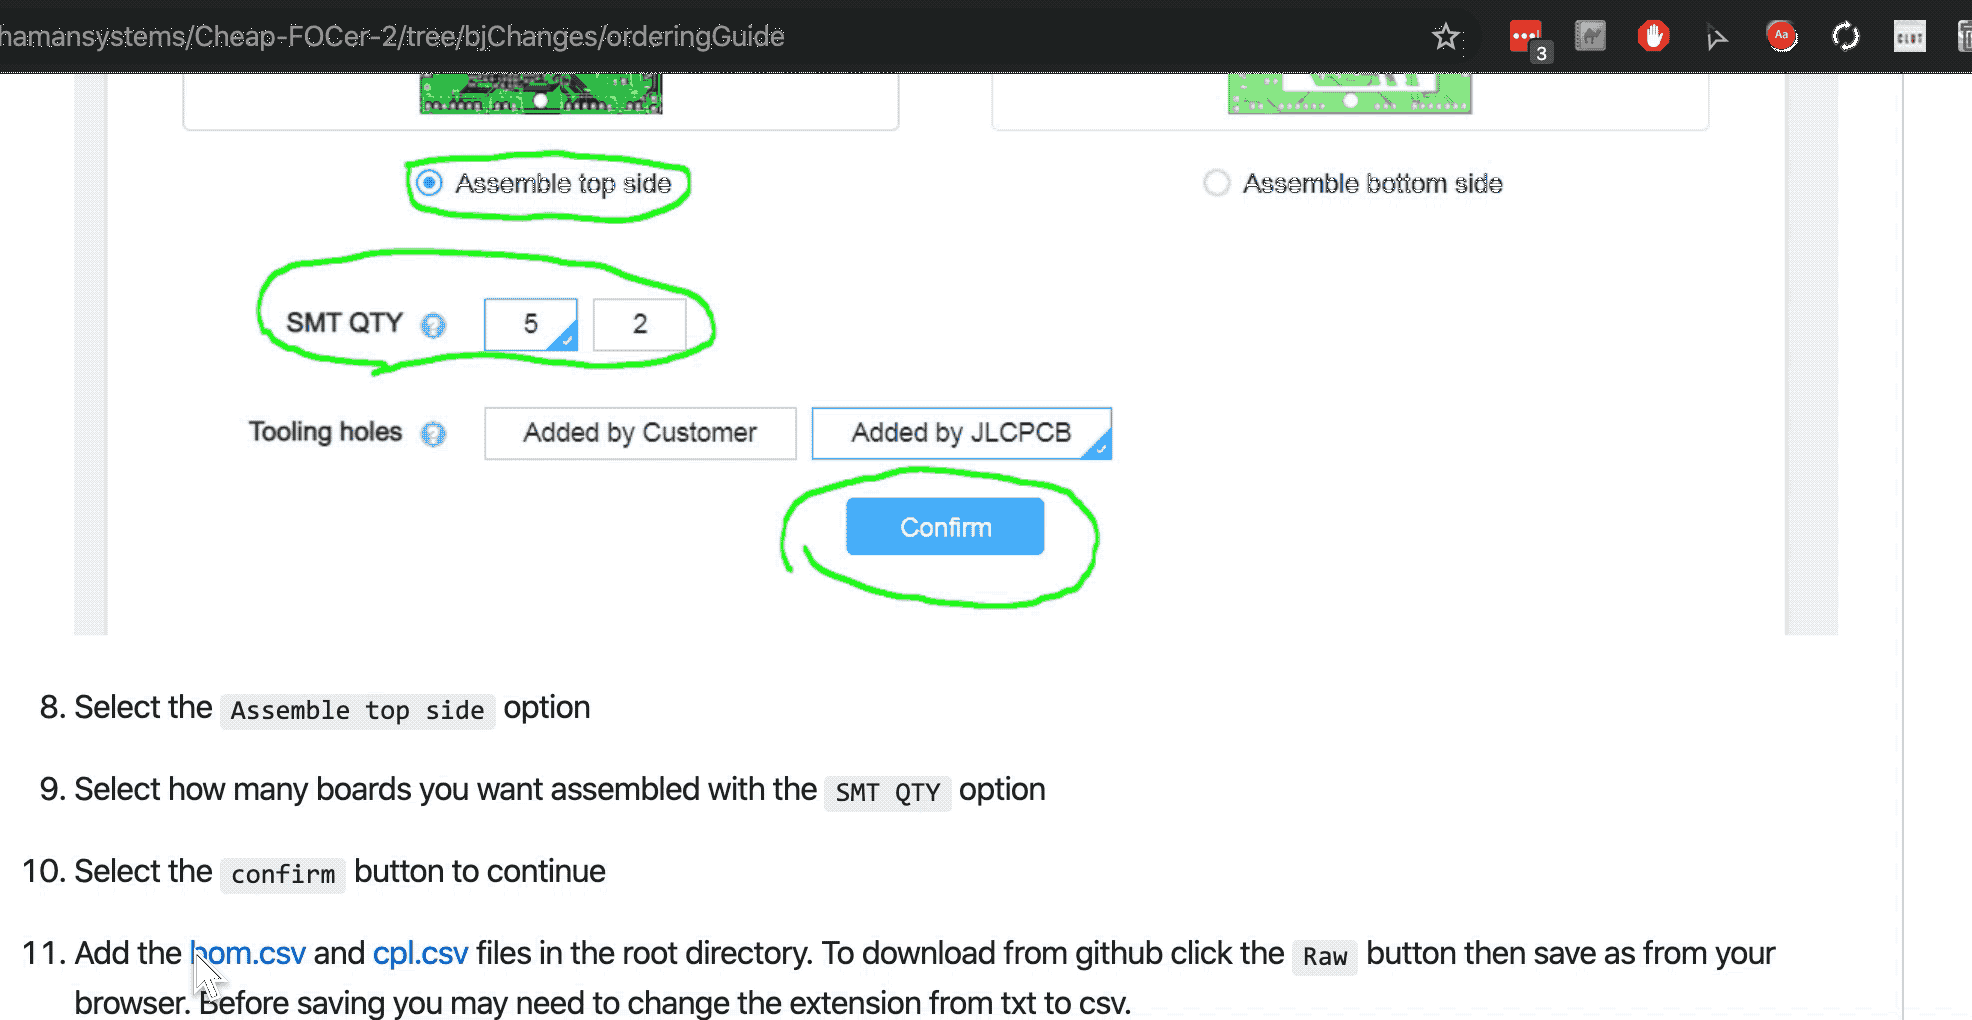 hamansystems/Cheap-FOCer-2/tree/bjChanges/orderingGuide
3
Aa
Assemble top side
Assemble bottom side
SMT QTY ? 5 2
Tooling holes ? Added by Customer Added by JLCPCB
Confirm
8. Select the Assemble top side option
9. Select how many boards you want assembled with the SMT QTY option
10. Select the confirm button to continue
11. Add the bom.csv and cpl.csv files in the root directory. To download from github click the Raw button then save as from your
browser. Before saving you may need to change the extension from txt to csv.